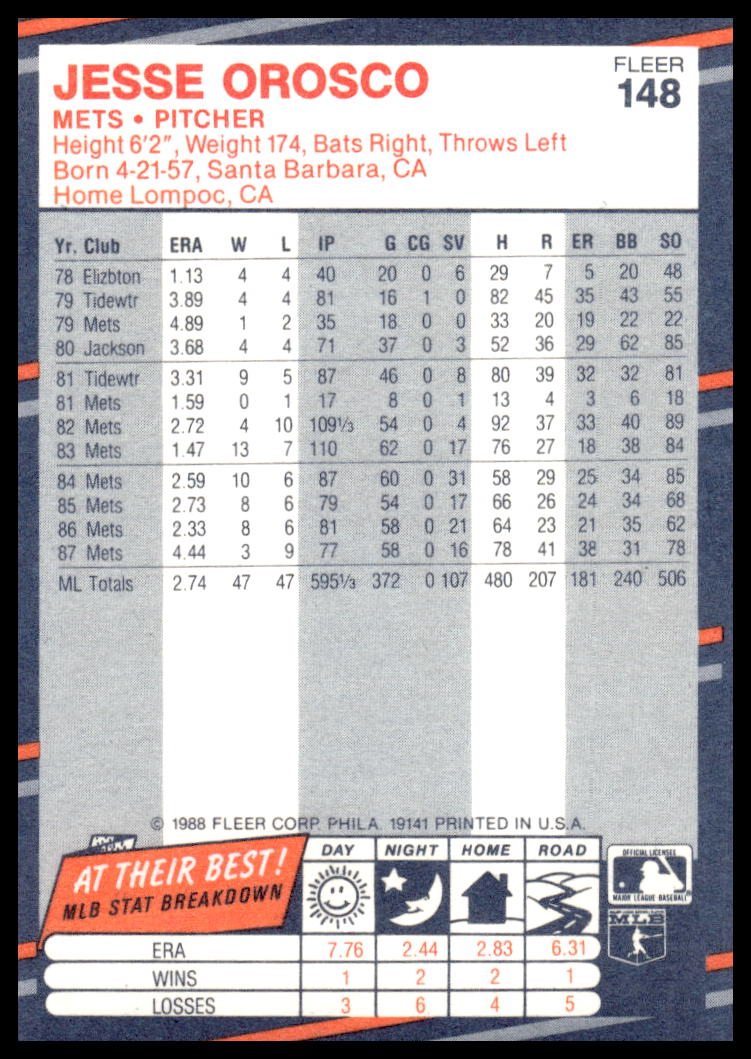 JESSE OROSCO
FLEER
148
METS • PITCHER
Height 6'2", Weight 174, Bats Right, Throws Left
Born 4-21-57, Santa Barbara, CA
Home Lompoc, CA
Yr. Club ERA W L IP G CG SV H R ER BB SO
78 Elizbton 1.13 4 4 40 20 0 6 29 7 5 20 48
79 Tidewtr 3.89 4 4 81 16 1 0 82 45 35 43 55
79 Mets 4.89 1 2 35 18 0 0 33 20 19 22 22
80 Jackson 3.68 4 4 71 37 0 3 52 36 29 62 85
81 Tidewtr 3.31 9 5 87 46 0 8 80 39 32 32 81
81 Mets 1.59 0 1 17 8 0 1 13 4 3 6 18
82 Mets 2.72 4 10 109⅓ 54 0 4 92 37 33 40 89
83 Mets 1.47 13 7 110 62 0 17 76 27 18 38 84
84 Mets 2.59 10 6 87 60 0 31 58 29 25 34 85
85 Mets 2.73 8 6 79 54 0 17 66 26 24 34 68
86 Mets 2.33 8 6 81 58 0 21 64 23 21 35 62
87 Mets 4.44 3 9 77 58 0 16 78 41 38 31 78
ML Totals 2.74 47 47 595⅓ 372 0 107 480 207 181 240 506
© 1988 FLEER CORP. PHILA. 19141 PRINTED IN U.S.A.
AT THEIR BEST!
MLB STAT BREAKDOWN
DAY NIGHT HOME ROAD
OFFICIAL LICENSEE
MAJOR LEAGUE BASEBALL
MLB
ERA 7.76 2.44 2.83 6.31
WINS 1 2 2 1
LOSSES 3 6 4 5